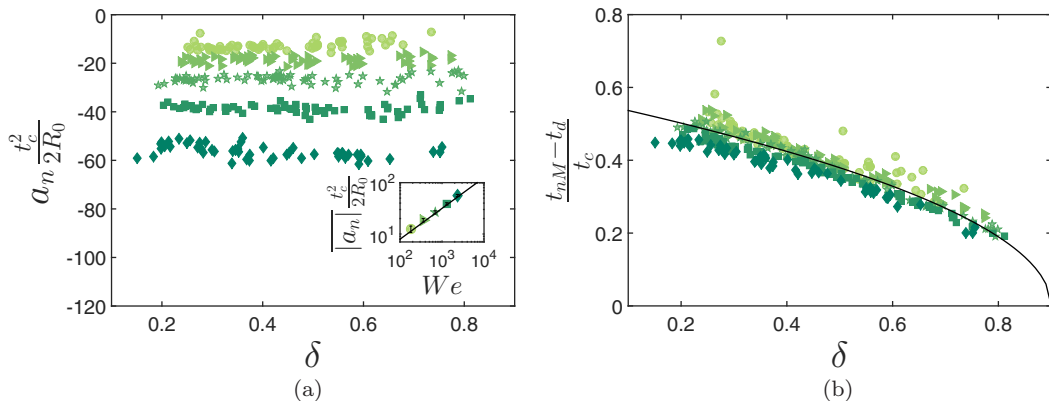 0
-20
-40
-60
-80
-100
-120
0.2 0.4 0.6 0.8
δ
a_n t_c^2 / 2R_0
10^2
10^1
10^2 10^3 10^4
We
|a_n| t_c^2 / 2R_0
(a)
0.8
0.6
0.4
0.2
0
0.2 0.4 0.6 0.8
δ
t_{nM} − t_d / t_c
(b)